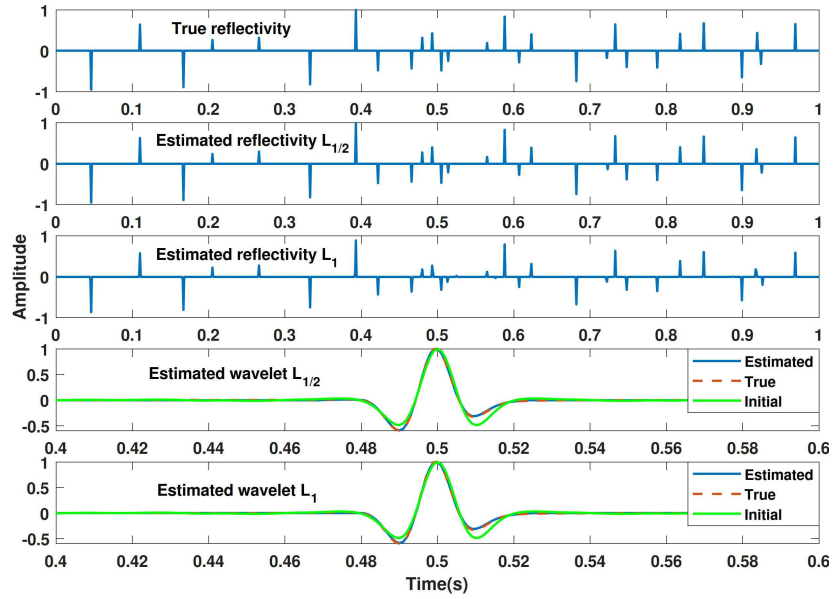 1
0
-1
True reflectivity
0 0.1 0.2 0.3 0.4 0.5 0.6 0.7 0.8 0.9 1
1
0
-1
Estimated reflectivity L1/2
0 0.1 0.2 0.3 0.4 0.5 0.6 0.7 0.8 0.9 1
Amplitude
1
0
-1
Estimated reflectivity L1
0 0.1 0.2 0.3 0.4 0.5 0.6 0.7 0.8 0.9 1
1
0.5
0
-0.5
Estimated wavelet L1/2
Estimated
True
Initial
0.4 0.42 0.44 0.46 0.48 0.5 0.52 0.54 0.56 0.58 0.6
1
0.5
0
-0.5
Estimated wavelet L1
Estimated
True
Initial
0.4 0.42 0.44 0.46 0.48 0.5 0.52 0.54 0.56 0.58 0.6
Time(s)